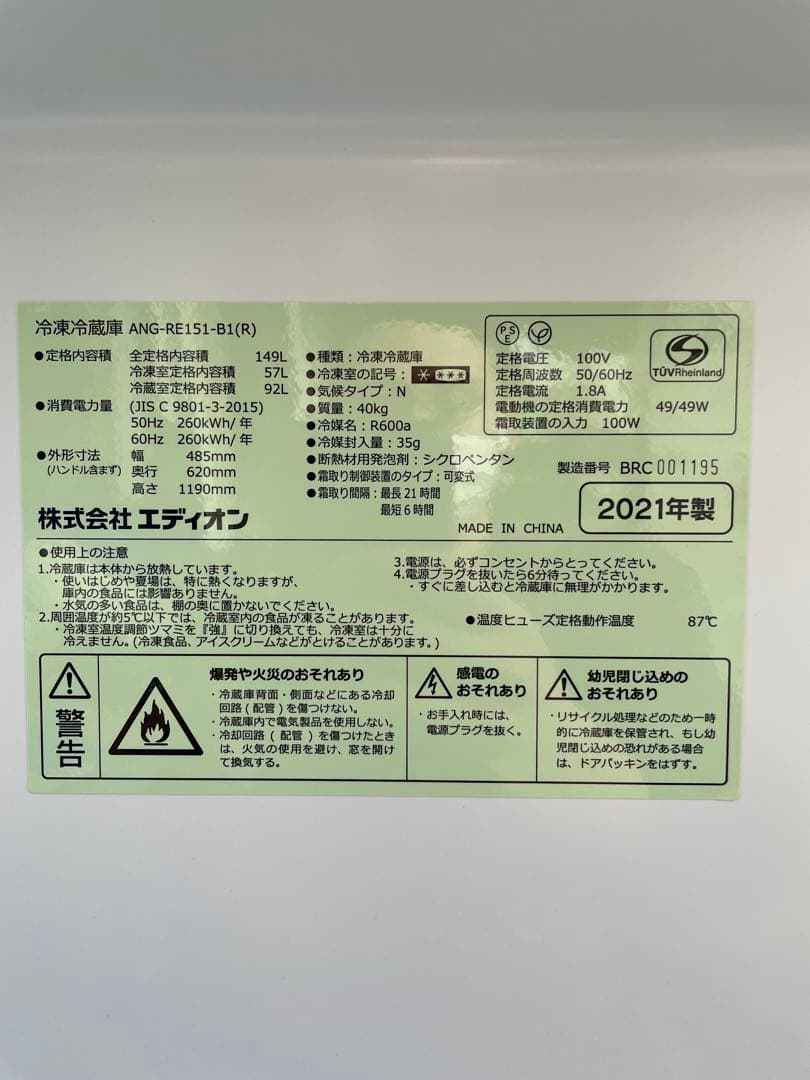 冷凍冷蔵庫 ANG-RE151-B1(R)
●定格内容積 全定格内容積 149L
冷凍室定格内容積 57L
冷蔵室定格内容積 92L
●消費電力量 (JIS C 9801-3-2015)
50Hz 260kWh/年
60Hz 260kWh/年
●外形寸法 幅 485mm
(ハンドル含まず) 奥行 620mm
高さ 1190mm
株式会社 エディオン
●種類：冷凍冷蔵庫
●冷凍室の記号：
●気候タイプ：N
●質量：40kg
●冷媒名：R600a
●冷媒封入量：35g
●断熱材用発泡剤：シクロペンタン
●霜取り制御装置のタイプ：可変式
●霜取り間隔：最長21時間
最短6時間
PSE
定格電圧 100V
定格周波数 50/60Hz
定格電流 1.8A
電動機の定格消費電力 49/49W
霜取装置の入力 100W
TÜVRheinland
製造番号 BRC001195
MADE IN CHINA
2021年製
●使用上の注意
1.冷蔵庫は本体から放熱しています。
・使いはじめや夏場は、特に熱くなりますが、
庫内の食品には影響ありません。
・水気の多い食品は、棚の奥に置かないでください。
2.周囲温度が約5℃以下では、冷蔵室内の食品が凍ることがあります。
・冷凍室温度調節ツマミを『強』に切り換えても、冷凍室は十分に
冷えません。(冷凍食品、アイスクリームなどがとけることがあります。)
3.電源は、必ずコンセントからとってください。
4.電源プラグを抜いたら6分待ってください。
・すぐに差し込むと冷蔵庫に無理がかかります。
●温度ヒューズ定格動作温度 87℃
警告
爆発や火災のおそれあり
・冷蔵庫背面・側面などにある冷却
回路(配管)を傷つけない。
・冷蔵庫内で電気製品を使用しない。
・冷却回路(配管)を傷つけたとき
は、火気の使用を避け、窓を開け
て換気する。
感電の
おそれあり
・お手入れ時には、
電源プラグを抜く。
幼児閉じ込めの
おそれあり
・リサイクル処理などのため一時
的に冷蔵庫を保管され、もし幼
児閉じ込めの恐れがある場合
は、ドアパッキンをはずす。